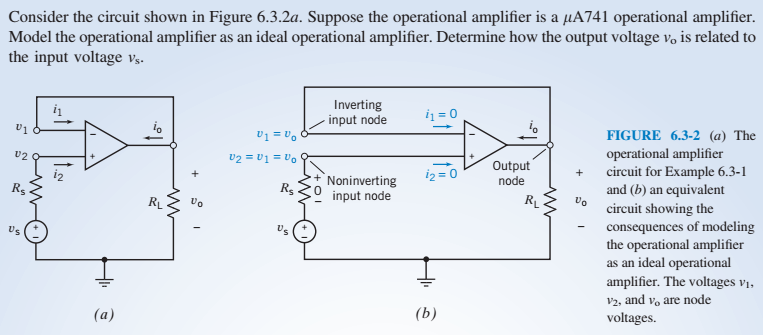 Consider the circuit shown in Figure 6.3.2a. Suppose the operational amplifier is a μA741 operational amplifier.
Model the operational amplifier as an ideal operational amplifier. Determine how the output voltage vₒ is related to
the input voltage vₛ.
i₁
v₁
−
iₒ
v₂
+
i₂
Rₛ
+
R_L
vₒ
−
vₛ
+
−
(a)
Inverting
input node
i₁ = 0
v₁ = vₒ
−
iₒ
v₂ = v₁ = vₒ
+
i₂ = 0
Output
node
Noninverting
input node
Rₛ
+
0
−
+
R_L
vₒ
−
vₛ
+
−
(b)
FIGURE 6.3-2 (a) The
operational amplifier
circuit for Example 6.3-1
and (b) an equivalent
circuit showing the
consequences of modeling
the operational amplifier
as an ideal operational
amplifier. The voltages v₁,
v₂, and vₒ are node
voltages.